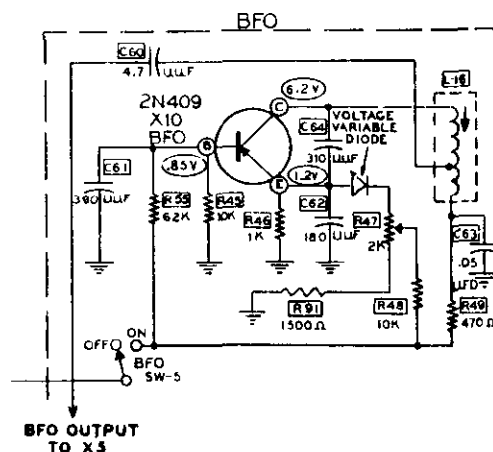 BFO
C60
4.7 UUF
2N409
X10
BFO
C
6.2V
VOLTAGE
VARIABLE
DIODE
L-16
C64
310 UUF
B
.85V
C61
390 UUF
E
1.2V
C62
180 UUF
R35
62K
R45
10K
R46
1K
R47
2K
C63
.05
UFD
R48
10K
R49
470Ω
R91
1500Ω
OFF
ON
BFO
SW-5
BFO OUTPUT
TO X5